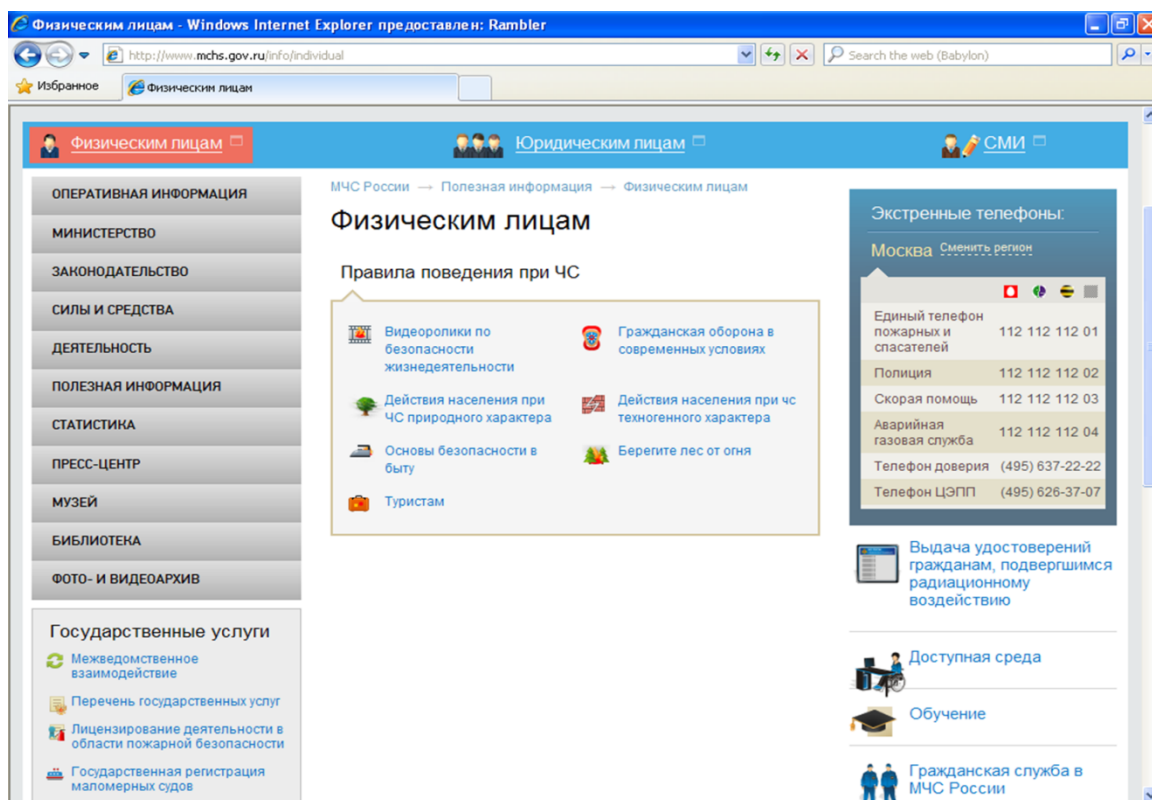 Физическим лицам - Windows Internet Explorer предоставлен: Rambler
http://www.mchs.gov.ru/info/individual
Search the web (Babylon)
Избранное
Физическим лицам
Физическим лицам
Юридическим лицам
СМИ
ОПЕРАТИВНАЯ ИНФОРМАЦИЯ
МИНИСТЕРСТВО
ЗАКОНОДАТЕЛЬСТВО
СИЛЫ И СРЕДСТВА
ДЕЯТЕЛЬНОСТЬ
ПОЛЕЗНАЯ ИНФОРМАЦИЯ
СТАТИСТИКА
ПРЕСС-ЦЕНТР
МУЗЕЙ
БИБЛИОТЕКА
ФОТО- И ВИДЕОАРХИВ
Государственные услуги
Межведомственное
взаимодействие
Перечень государственных услуг
Лицензирование деятельности в
области пожарной безопасности
Государственная регистрация
маломерных судов
МЧС России → Полезная информация → Физическим лицам
Физическим лицам
Правила поведения при ЧС
Видеоролики по
безопасности
жизнедеятельности
Гражданская оборона в
современных условиях
Действия населения при
ЧС природного характера
Действия населения при чс
техногенного характера
Основы безопасности в
быту
Берегите лес от огня
Туристам
Экстренные телефоны:
Москва Сменить регион
Единый телефон
пожарных и
спасателей
112 112 112 01
Полиция 112 112 112 02
Скорая помощь 112 112 112 03
Аварийная
газовая служба
112 112 112 04
Телефон доверия (495) 637-22-22
Телефон ЦЭПП (495) 626-37-07
Выдача удостоверений
гражданам, подвергшимся
радиационному
воздействию
Доступная среда
Обучение
Гражданская служба в
МЧС России